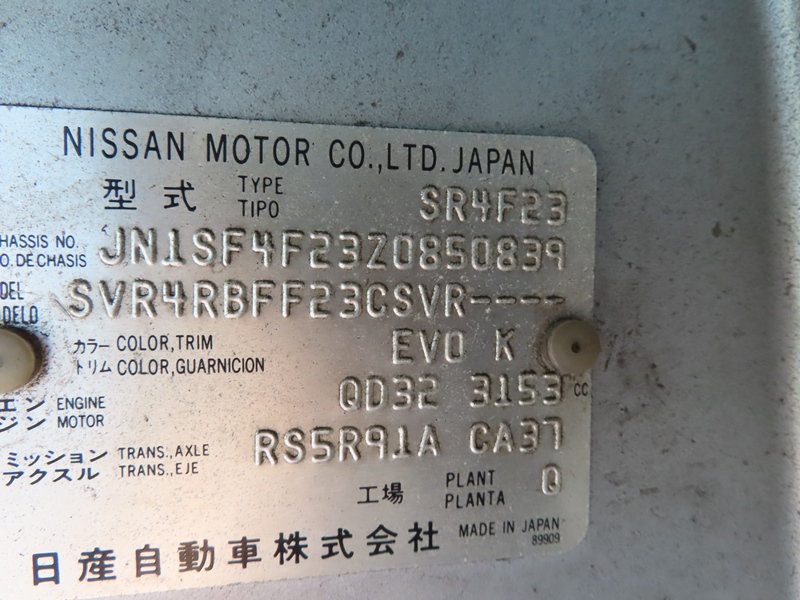 NISSAN MOTOR CO.,LTD. JAPAN
型式 TYPE TIPO SR4F23
HASSIS NO.
O. DE CHASIS JN1SF4F23Z0850839
DEL
DELO SVR4RBFF23CSVR----
カラー COLOR,TRIM
トリム COLOR,GUARNICION EV0 K
エン ENGINE
ジン MOTOR QD32 3153 CC
ミッション TRANS.,AXLE
アクスル TRANS.,EJE RS5R91A CA37
工場 PLANT PLANTA Q
日産自動車株式会社 MADE IN JAPAN
89909